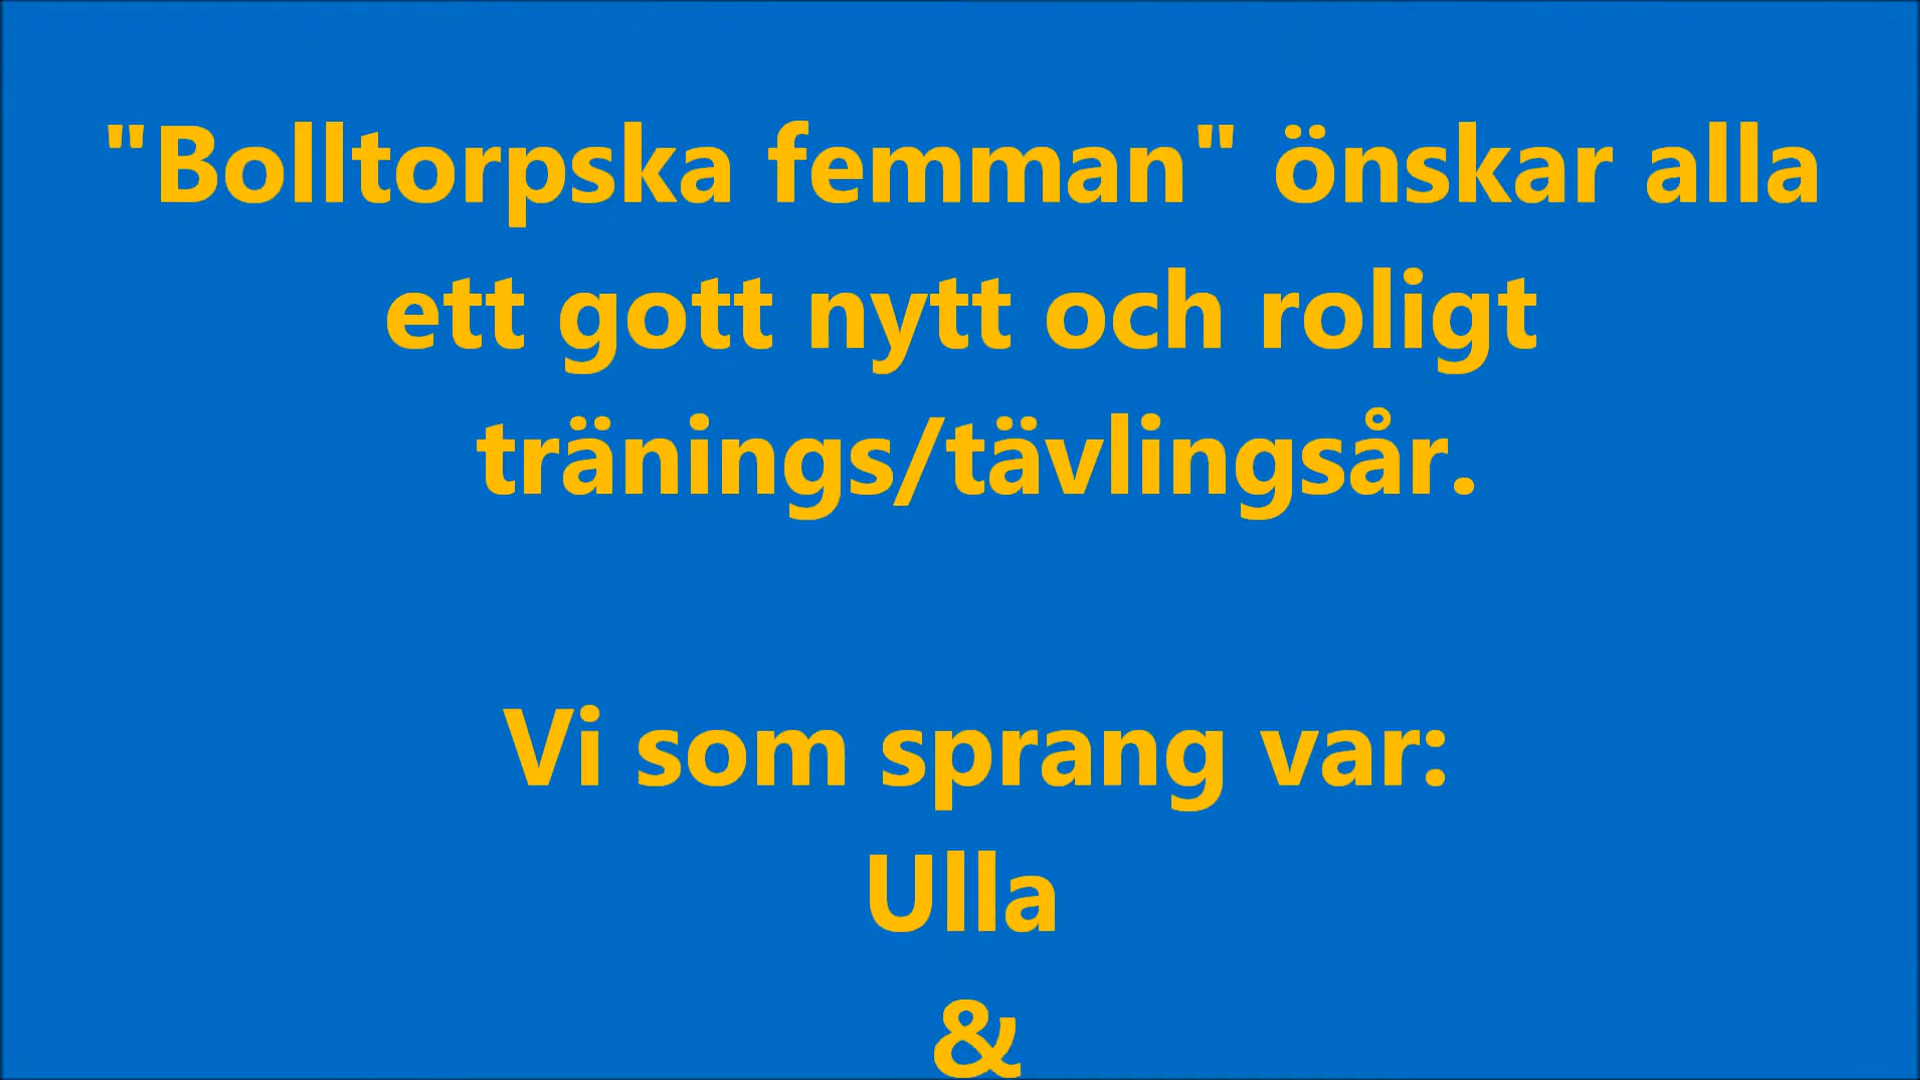 "Bolltorpska femman" önskar alla
ett gott nytt och roligt
tränings/tävlingsår.
Vi som sprang var:
Ulla
&